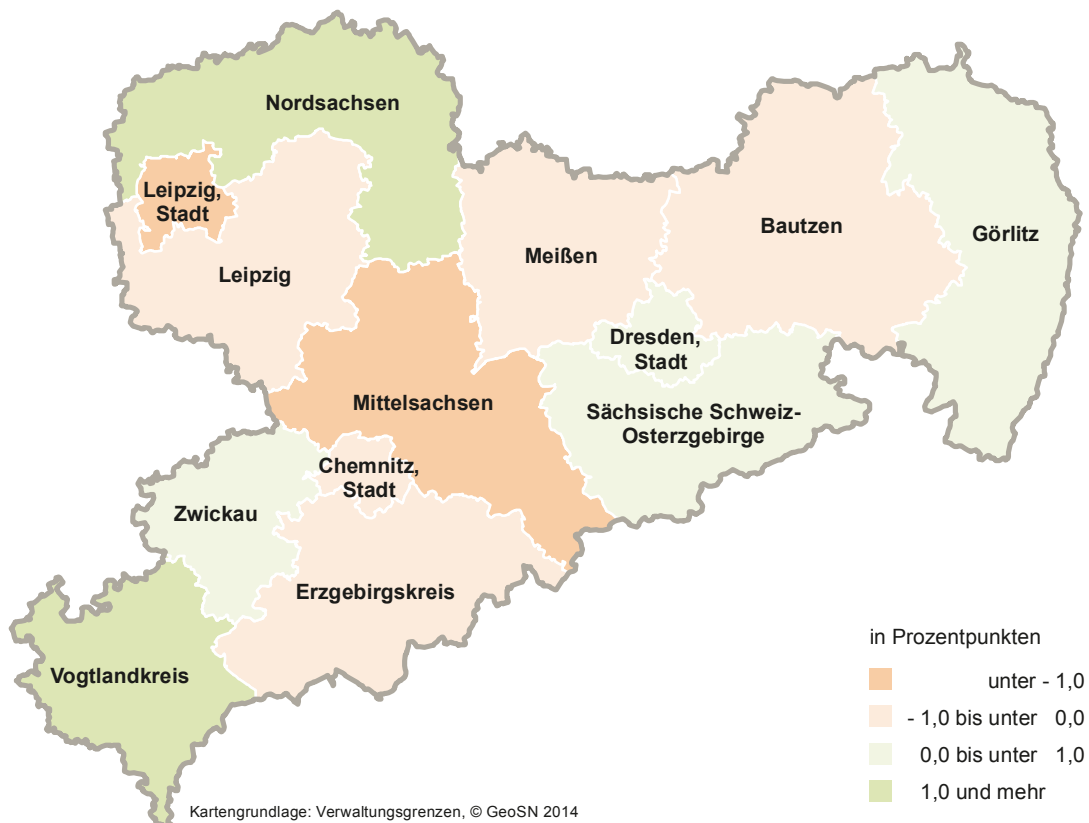 Nordsachsen
Leipzig,
Stadt
Leipzig
Meißen
Bautzen
Görlitz
Dresden,
Stadt
Mittelsachsen
Sächsische Schweiz-
Osterzgebirge
Chemnitz,
Stadt
Zwickau
Erzgebirgskreis
Vogtlandkreis
in Prozentpunkten
unter - 1,0
- 1,0 bis unter 0,0
0,0 bis unter 1,0
1,0 und mehr
Kartengrundlage: Verwaltungsgrenzen, © GeoSN 2014